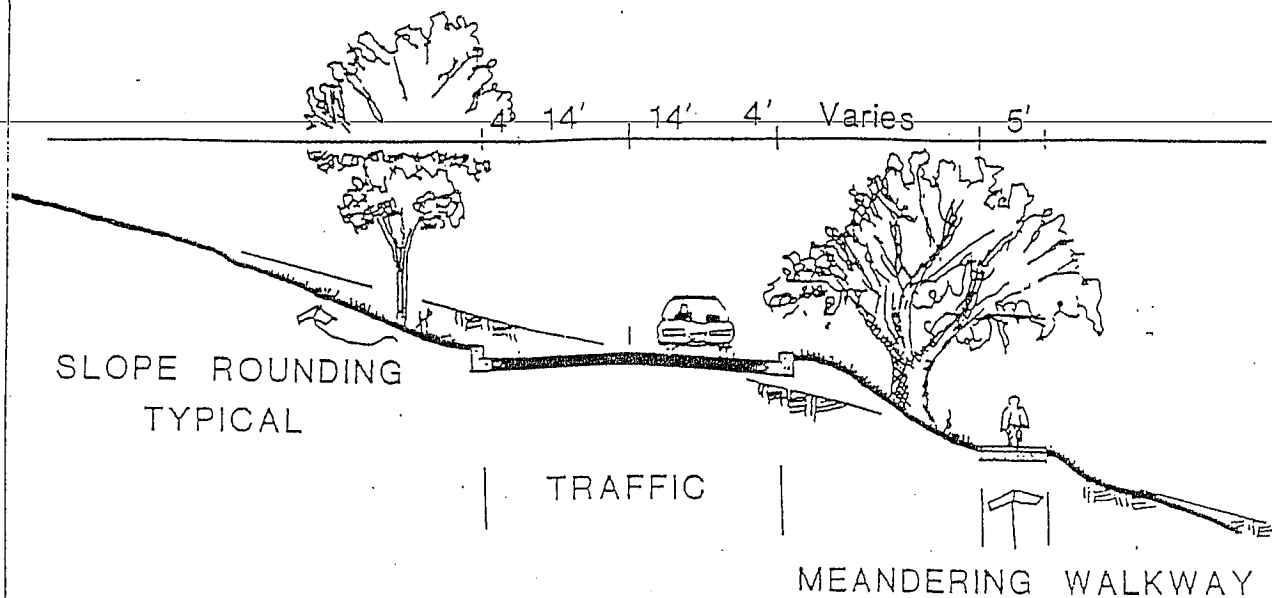 4' 14' 14' 4' Varies 5'
SLOPE ROUNDING
TYPICAL
TRAFFIC
MEANDERING WALKWAY